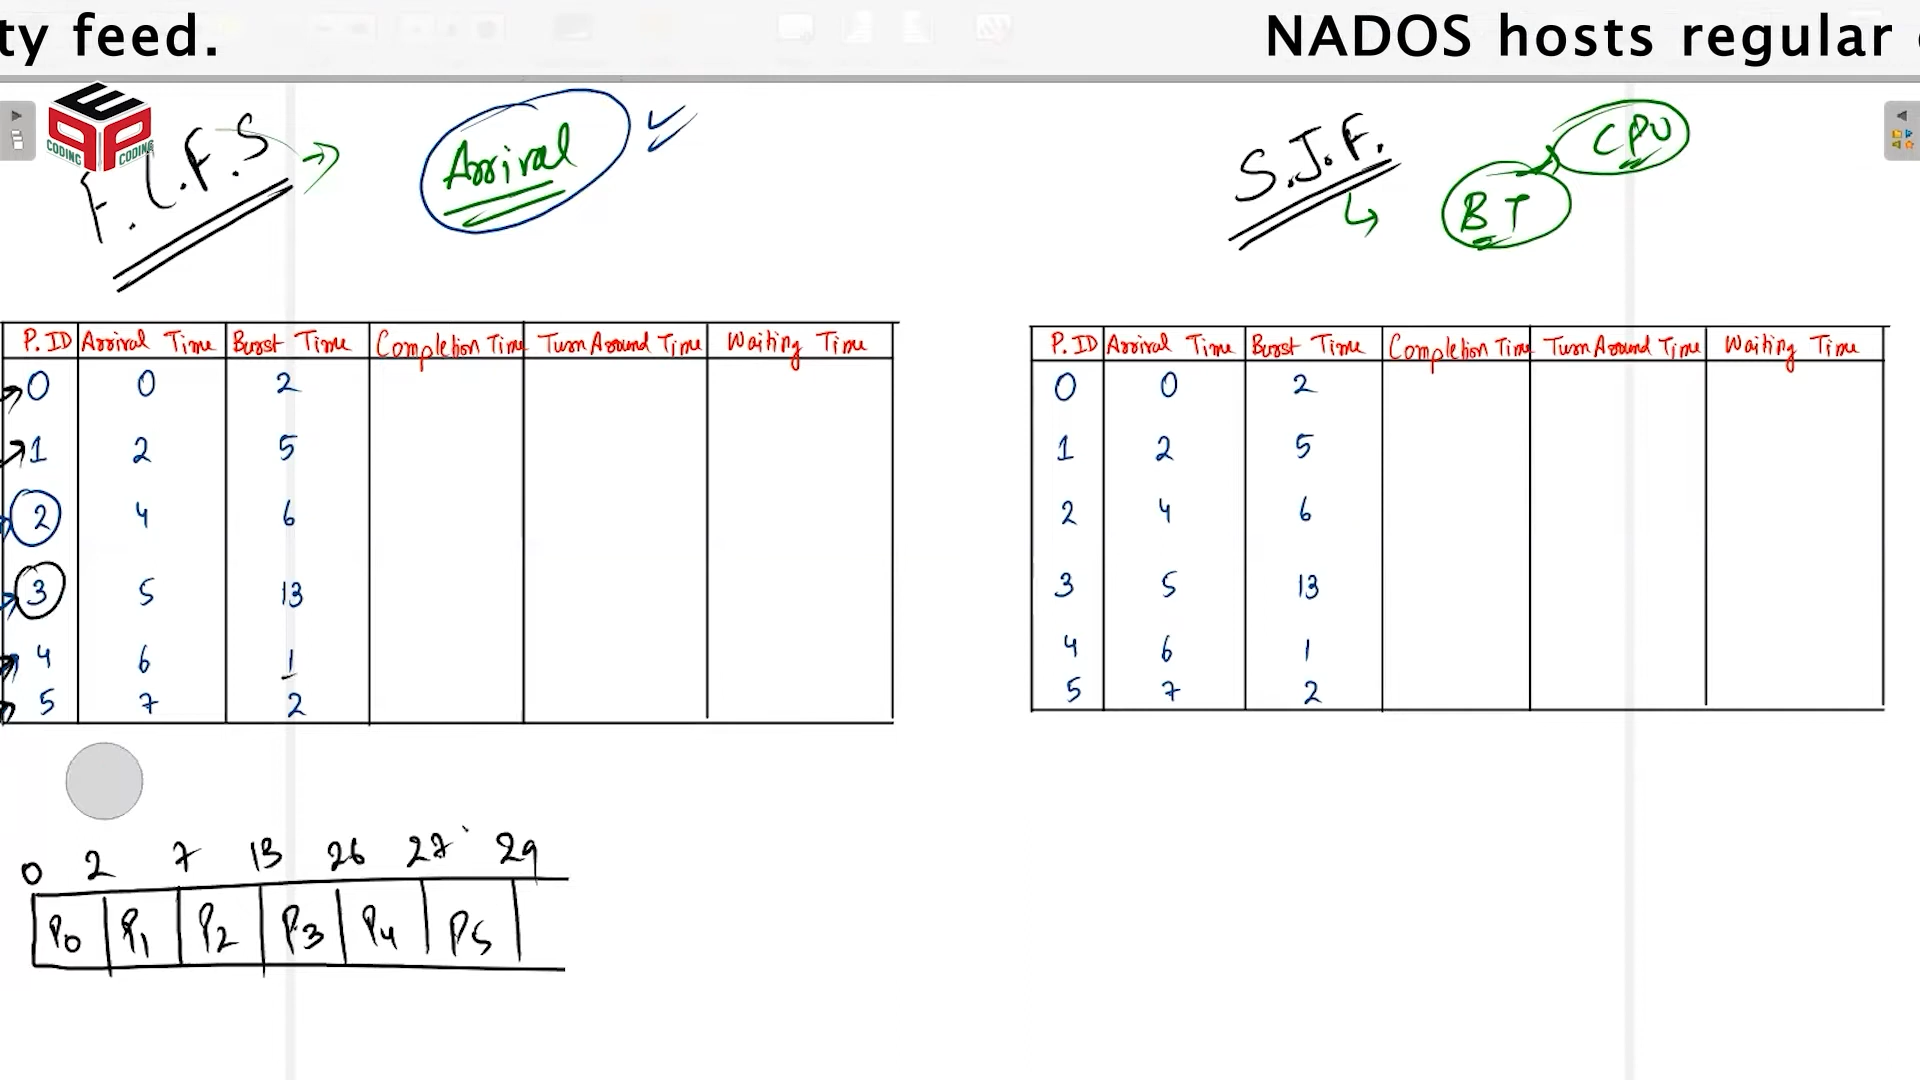 ty feed.
NADOS hosts regular
PEP
CODING CODING
F.C.F.S → Arrival
S.J.F.
CPU
BT
P. ID Arrival Time Burst Time Completion Time Turn Around Time Waiting Time
0 0 2
1 2 5
2 4 6
3 5 13
4 6 1
5 7 2
P. ID Arrival Time Burst Time Completion Time Turn Around Time Waiting Time
0 0 2
1 2 5
2 4 6
3 5 13
4 6 1
5 7 2
0 2 7 13 26 27 29
P0 P1 P2 P3 P4 P5